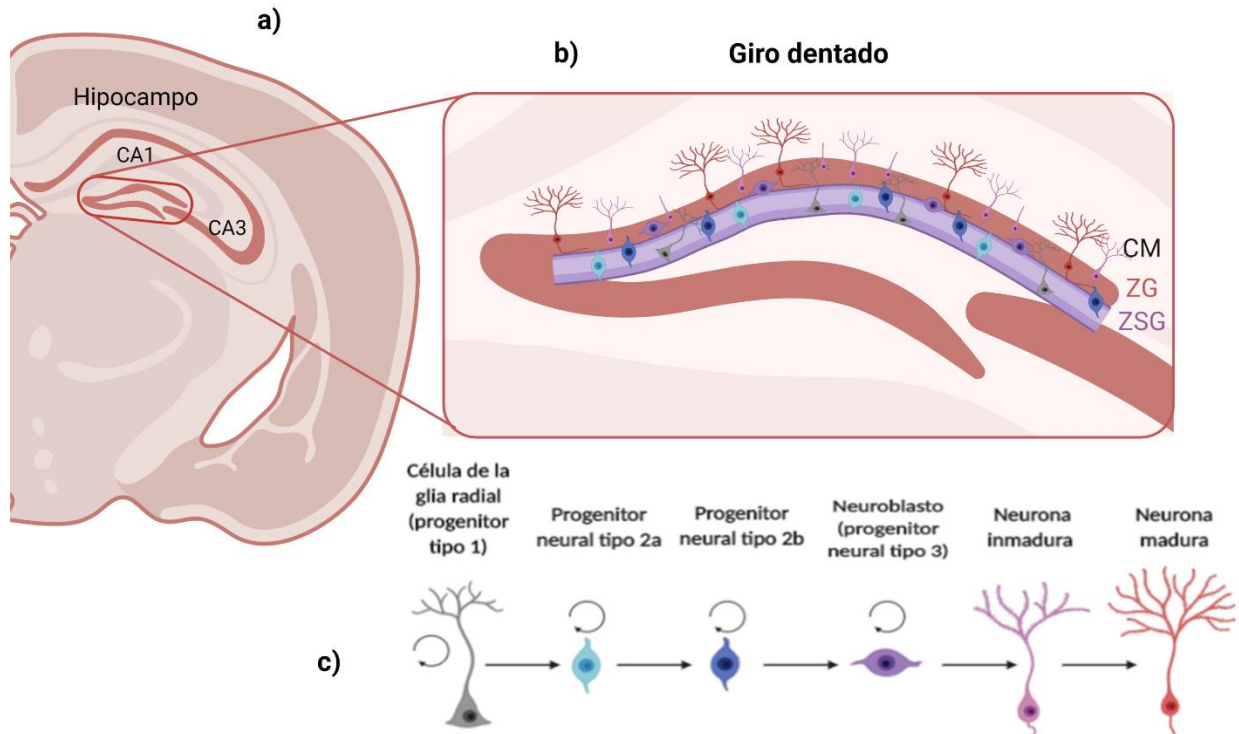 a)
Hipocampo
CA1
CA3
b)
Giro dentado
CM
ZG
ZSG
c)
Célula de la
glia radial
(progenitor
tipo 1)
Progenitor
neural tipo 2a
Progenitor
neural tipo 2b
Neuroblasto
(progenitor
neural tipo 3)
Neurona
inmadura
Neurona
madura